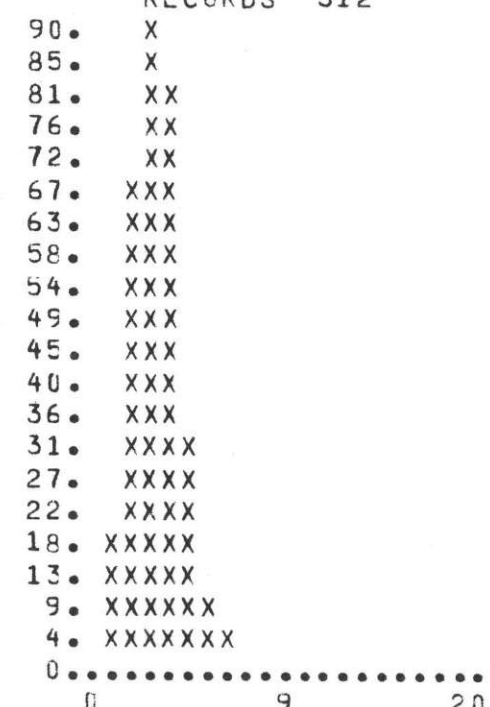 RECORDS 312
90. X
85. X
81. XX
76. XX
72. XX
67. XXX
63. XXX
58. XXX
54. XXX
49. XXX
45. XXX
40. XXX
36. XXX
31. XXXX
27. XXXX
22. XXXX
18. XXXXX
13. XXXXX
9. XXXXXX
4. XXXXXXX
0.....................
0 9 20